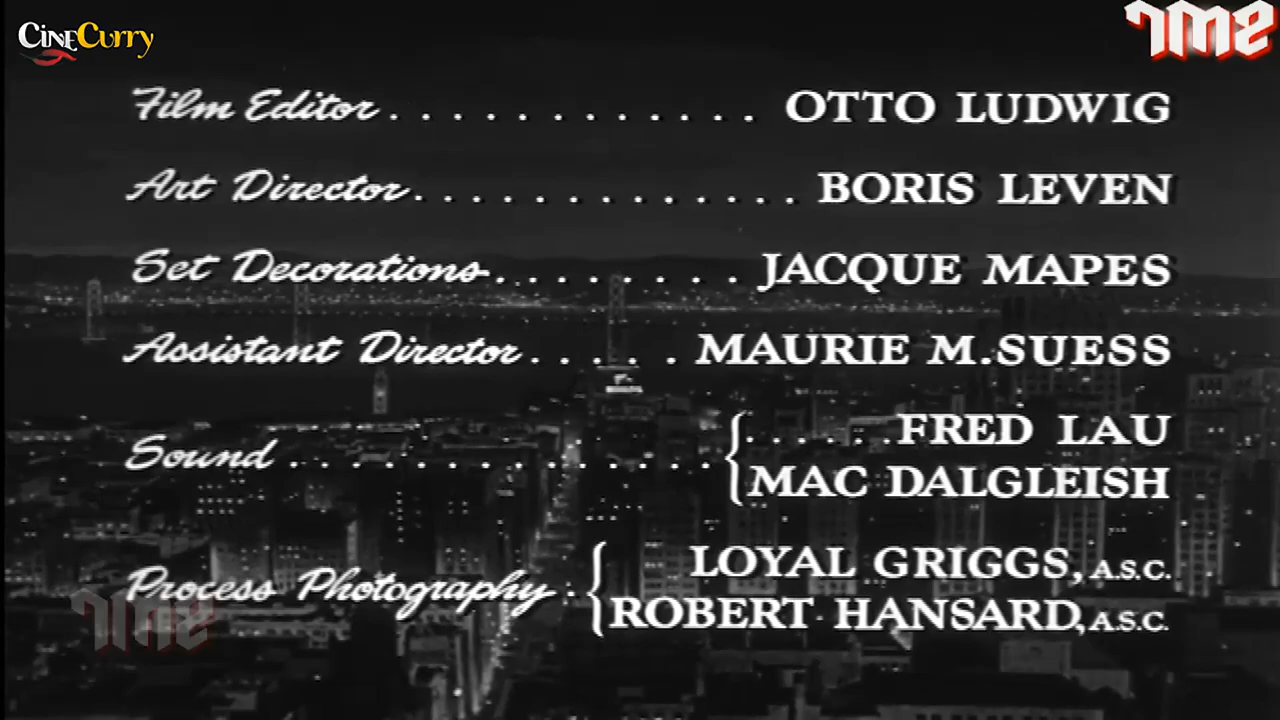 CineCurry
Film Editor . . . . . . . . . . . . OTTO LUDWIG
Art Director . . . . . . . . . . . . . BORIS LEVEN
Set Decorations . . . . . . . . JACQUE MAPES
Assistant Director . . . . . MAURIE M. SUESS
Sound . . . . . . . . . . . . . . { . . . . . . . FRED LAU
MAC DALGLEISH
Process Photography . { LOYAL GRIGGS, A.S.C.
ROBERT HANSARD, A.S.C.